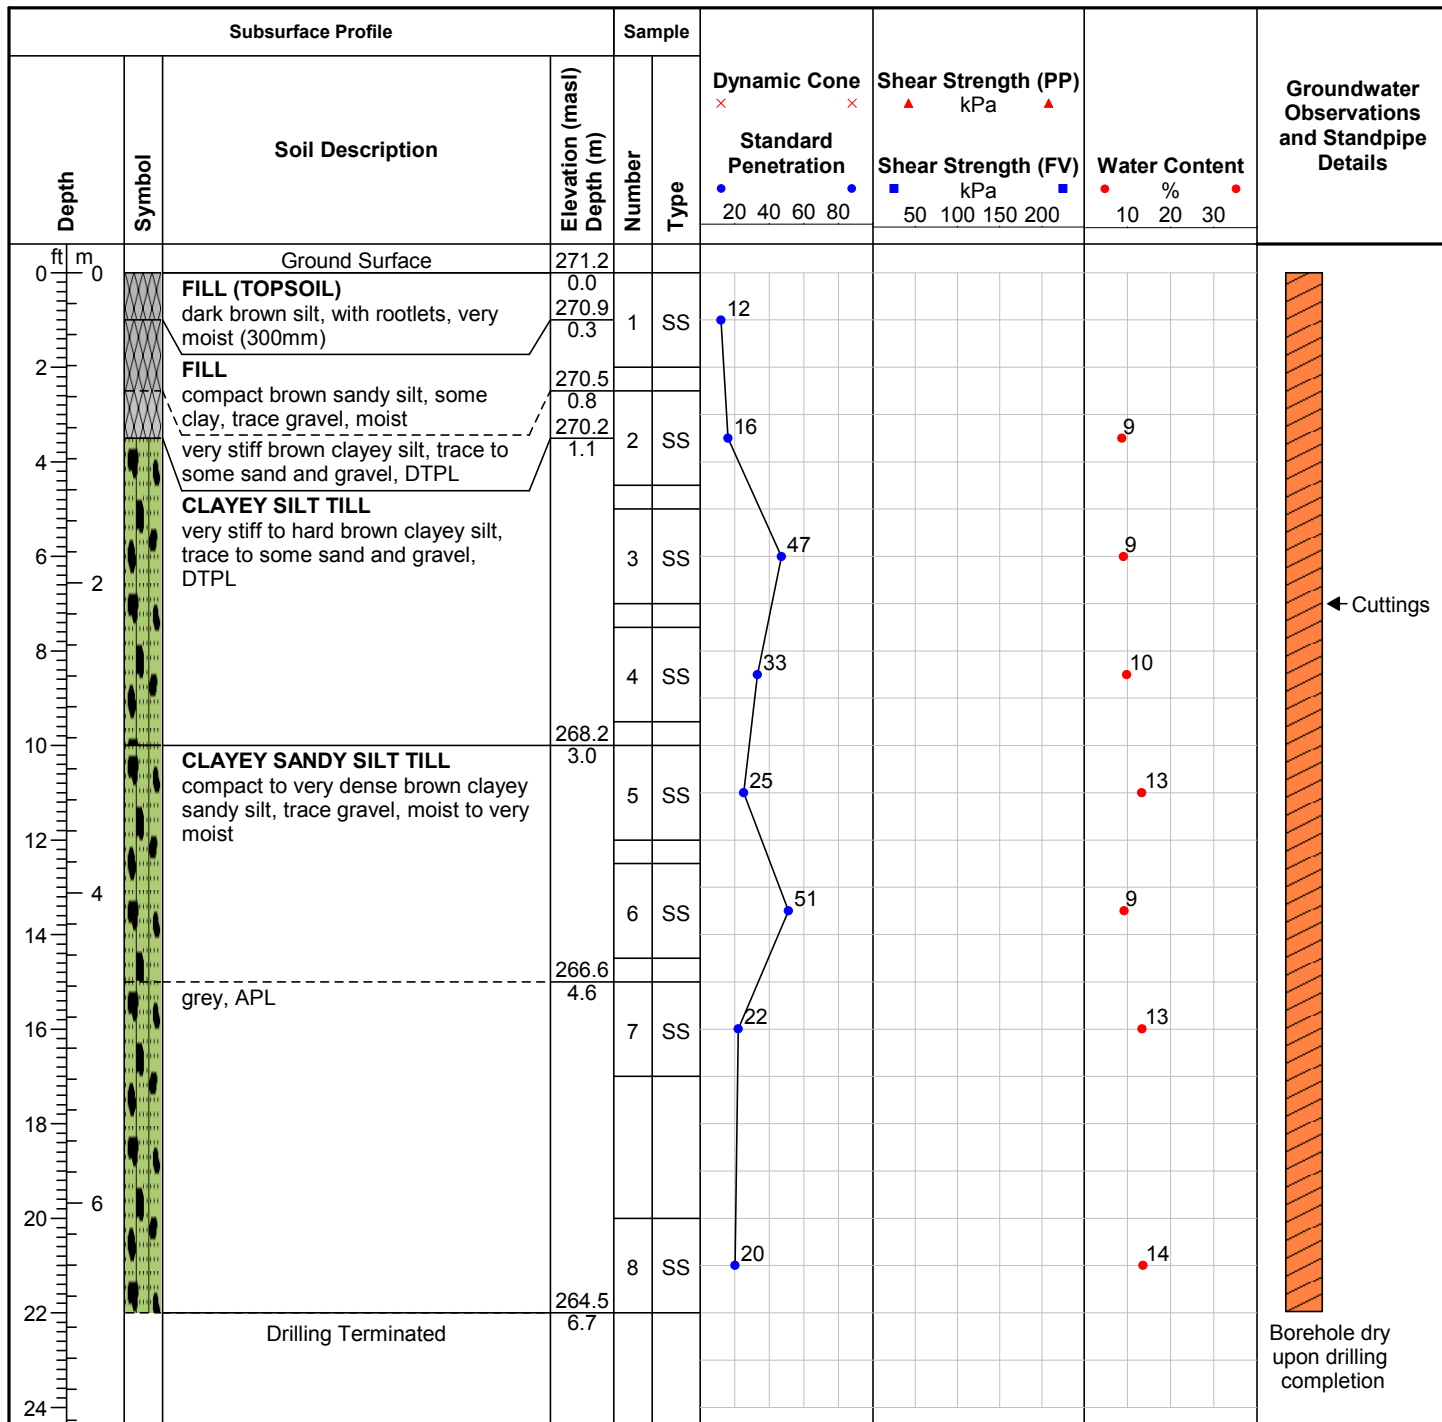 Subsurface Profile
Sample
Depth
Symbol
Soil Description
Elevation (masl)
Depth (m)
Number
Type
Dynamic Cone
Standard
Penetration
20 40 60 80
Shear Strength (PP)
kPa
Shear Strength (FV)
kPa
50 100 150 200
Water Content
%
10 20 30
Groundwater
Observations
and Standpipe
Details
ft m
Ground Surface
271.2
0 0
FILL (TOPSOIL)
dark brown silt, with rootlets, very
moist (300mm)
0.0
270.9
0.3
1 SS
12
2
FILL
compact brown sandy silt, some
clay, trace gravel, moist
270.5
0.8
270.2
1.1
2 SS
16
9
very stiff brown clayey silt, trace to
some sand and gravel, DTPL
4
CLAYEY SILT TILL
very stiff to hard brown clayey silt,
trace to some sand and gravel,
DTPL
6
2
3 SS
47
9
Cuttings
8
4 SS
33
10
268.2
10
CLAYEY SANDY SILT TILL
compact to very dense brown clayey
sandy silt, trace gravel, moist to very
moist
3.0
5 SS
25
13
12
4
6 SS
51
9
14
266.6
4.6
grey, APL
16
7 SS
22
13
18
6
20
8 SS
20
14
264.5
22
6.7
Drilling Terminated
Borehole dry
upon drilling
completion
24